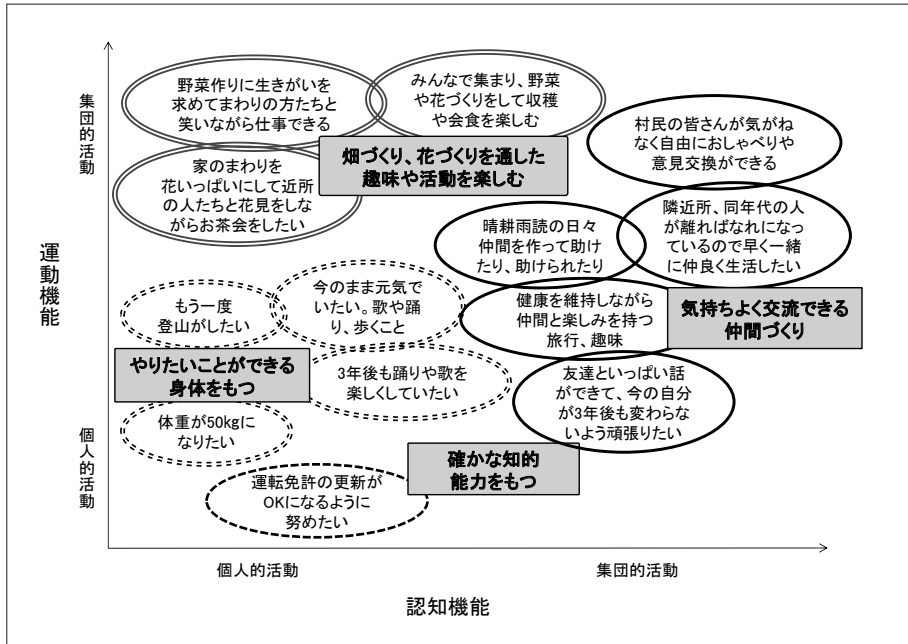 集団的活動
運動機能
個人的活動
野菜作りに生きがいを
求めてまわりの方たちと
笑いながら仕事できる
みんなで集まり、野菜
や花づくりをして収穫
や会食を楽しむ
村民の皆さんが気がね
なく自由におしゃべりや
意見交換ができる
畑づくり、花づくりを通した
趣味や活動を楽しむ
家のまわりを
花いっぱいにして近所
の人たちと花見をしな
がらお茶会をしたい
晴耕雨読の日々
仲間を作って助け
たり、助けられたり
隣近所、同年代の人
が離ればなれになっ
ているので早く一緒
に仲良く生活したい
もう一度
登山がしたい
今のまま元気で
いたい。歌や踊
り、歩くこと
健康を維持しながら
仲間と楽しみを持つ
旅行、趣味
気持ちよく交流できる
仲間づくり
やりたいことができる
身体をもつ
3年後も踊りや歌を
楽しくしていたい
友達といっぱい話
ができて、今の自分
が3年後も変わらな
いよう頑張りたい
体重が50kgに
なりたい
確かな知的
能力をもつ
運転免許の更新が
OKになるように
努めたい
個人的活動
集団的活動
認知機能